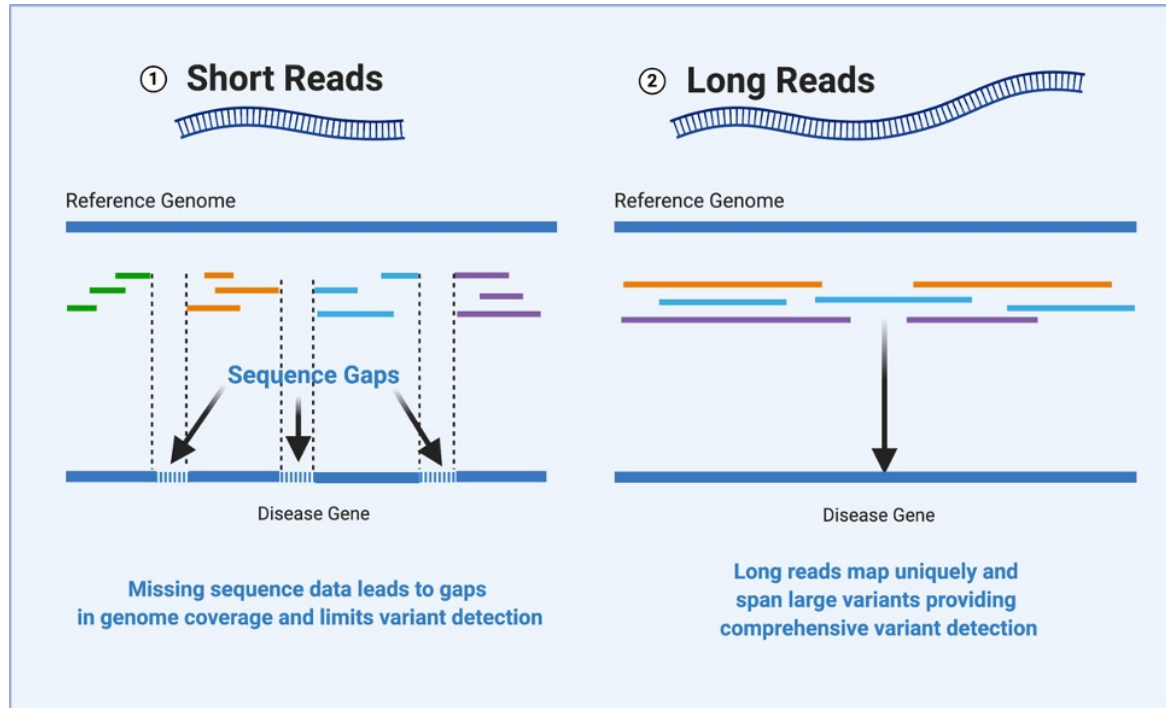 1 Short Reads
Reference Genome
Sequence Gaps
Disease Gene
Missing sequence data leads to gaps
in genome coverage and limits variant detection
2 Long Reads
Reference Genome
Disease Gene
Long reads map uniquely and
span large variants providing
comprehensive variant detection